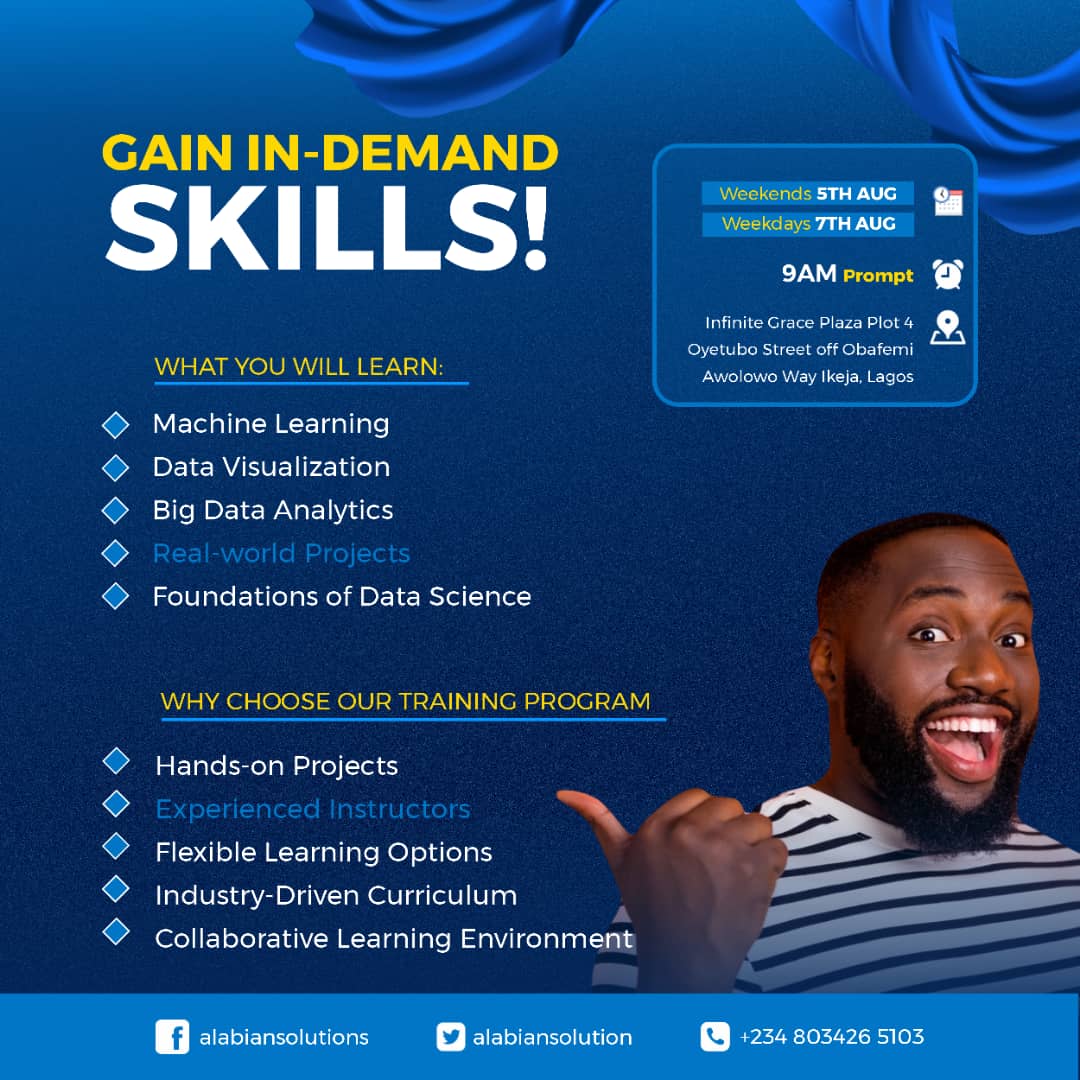 GAIN IN-DEMAND
SKILLS!
Weekends 5TH AUG
Weekdays 7TH AUG
9AM Prompt
Infinite Grace Plaza Plot 4
Oyetubo Street off Obafemi
Awolowo Way Ikeja, Lagos
WHAT YOU WILL LEARN:
Machine Learning
Data Visualization
Big Data Analytics
Real-world Projects
Foundations of Data Science
WHY CHOOSE OUR TRAINING PROGRAM
Hands-on Projects
Experienced Instructors
Flexible Learning Options
Industry-Driven Curriculum
Collaborative Learning Environment
alabiansolutions alabiansolution +234 803426 5103